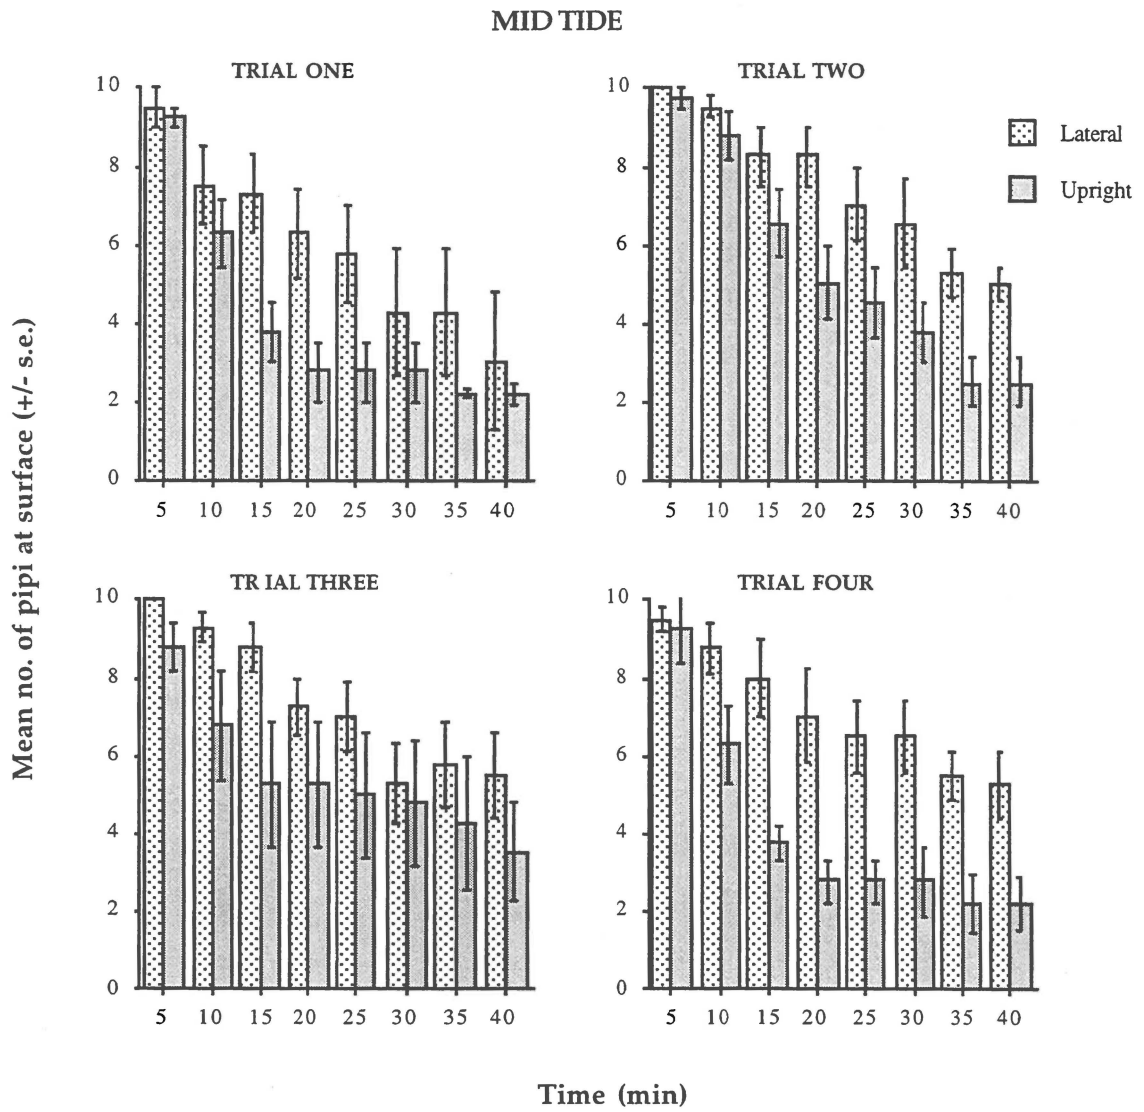 MID TIDE
TRIAL ONE
10
8
6
4
2
0
5 10 15 20 25 30 35 40
TRIAL TWO
10
8
6
4
2
0
5 10 15 20 25 30 35 40
Lateral
Upright
Mean no. of pipi at surface (+/- s.e.)
TR IAL THREE
10
8
6
4
2
0
5 10 15 20 25 30 35 40
TRIAL FOUR
10
8
6
4
2
0
5 10 15 20 25 30 35 40
Time (min)